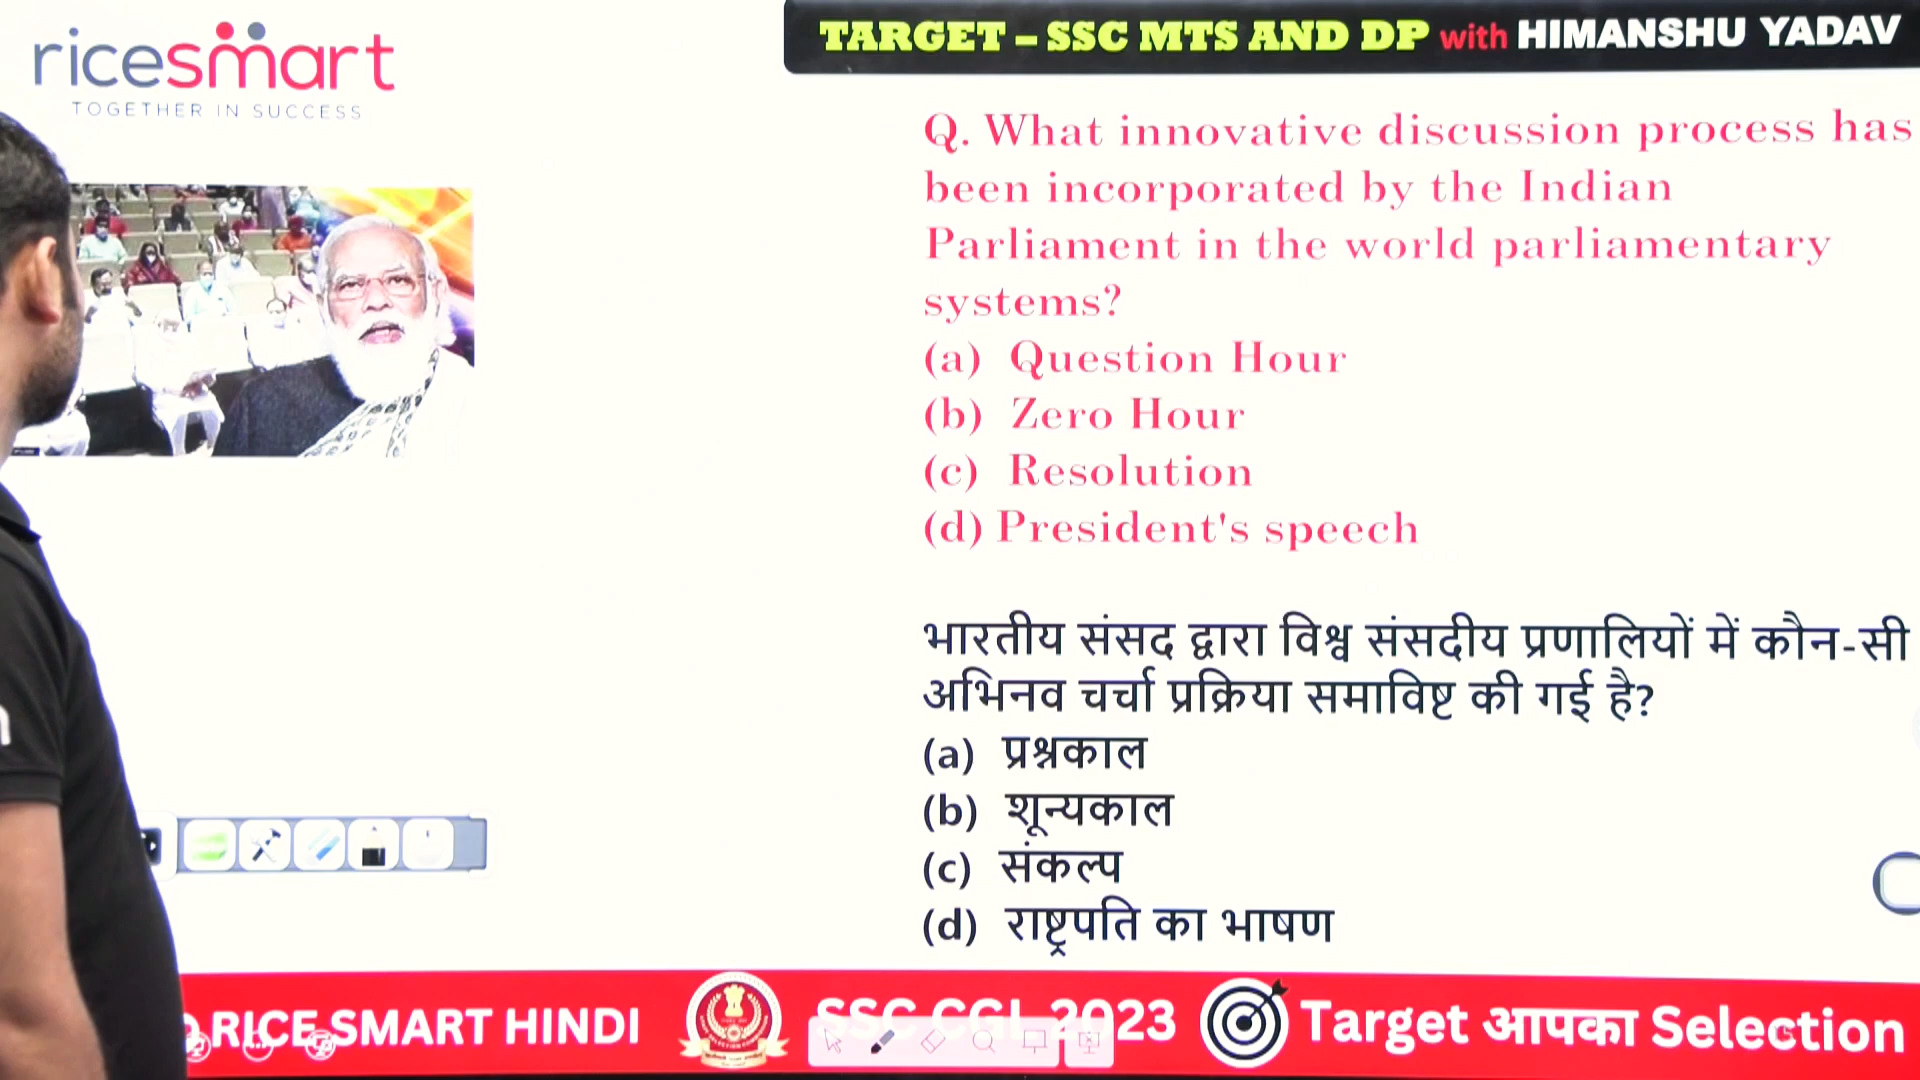 ricesmart
TOGETHER IN SUCCESS
TARGET – SSC MTS AND DP with HIMANSHU YADAV
Q. What innovative discussion process has
been incorporated by the Indian
Parliament in the world parliamentary
systems?
(a) Question Hour
(b) Zero Hour
(c) Resolution
(d) President's speech
भारतीय संसद द्वारा विश्व संसदीय प्रणालियों में कौन-सी
अभिनव चर्चा प्रक्रिया समाविष्ट की गई है?
(a) प्रश्नकाल
(b) शून्यकाल
(c) संकल्प
(d) राष्ट्रपति का भाषण
RICE SMART HINDI
SSC CGL 2023
Target आपका Selection